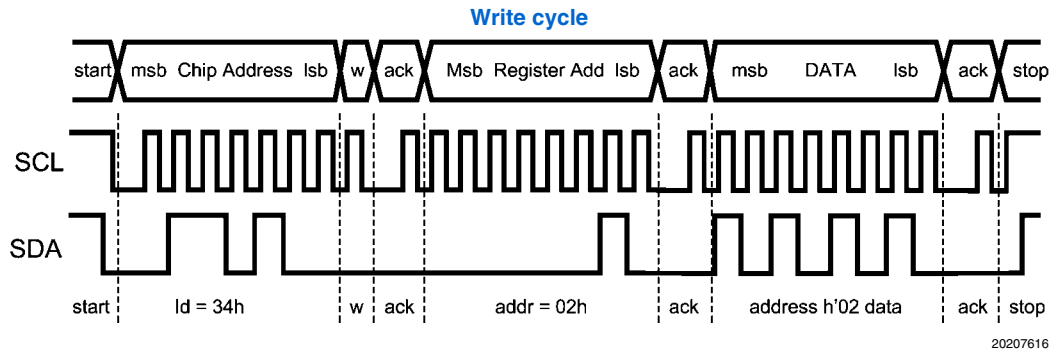 Write cycle
start msb Chip Address lsb w ack Msb Register Add lsb ack msb DATA lsb ack stop
SCL
SDA
start Id = 34h w ack addr = 02h ack address h'02 data ack stop
20207616